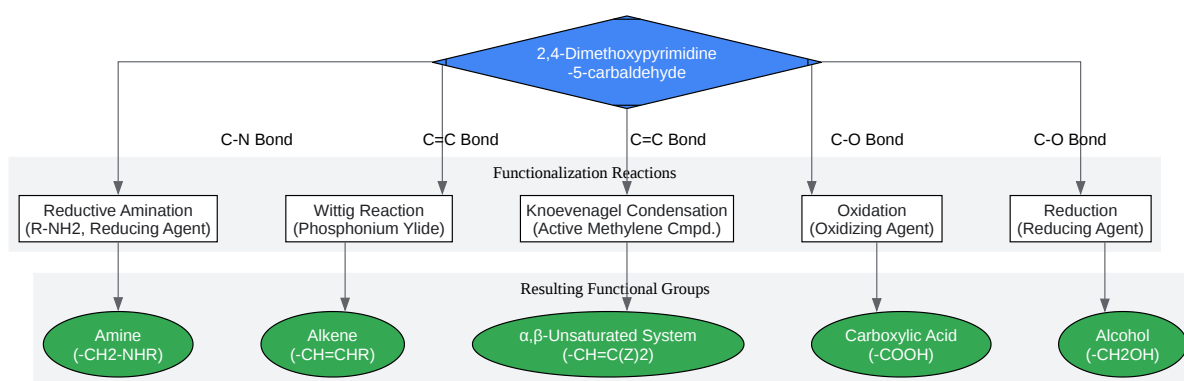 2,4-Dimethoxypyrimidine
-5-carbaldehyde
C-N Bond
C=C Bond
C=C Bond
C-O Bond
C-O Bond
Functionalization Reactions
Reductive Amination
(R-NH2, Reducing Agent)
Wittig Reaction
(Phosphonium Ylide)
Knoevenagel Condensation
(Active Methylene Cmpd.)
Oxidation
(Oxidizing Agent)
Reduction
(Reducing Agent)
Resulting Functional Groups
Amine
(-CH2-NHR)
Alkene
(-CH=CHR)
α,β-Unsaturated System
(-CH=C(Z)2)
Carboxylic Acid
(-COOH)
Alcohol
(-CH2OH)